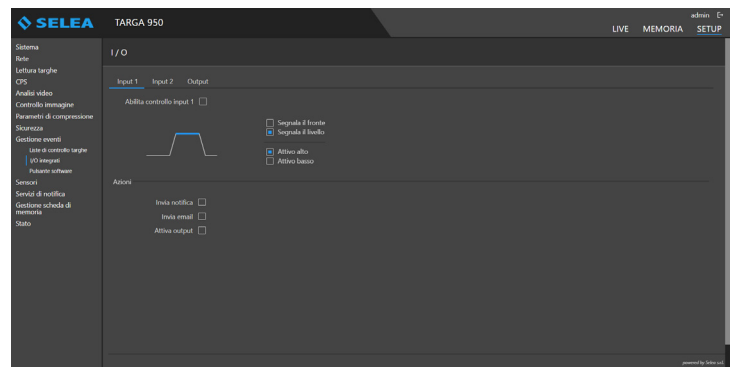 SELEA
TARGA 950
admin
LIVE MEMORIA SETUP
Sistema
Rete
Lettura targhe
CPS
Analisi video
Controllo immagine
Parametri di compressione
Sicurezza
Gestione eventi
Liste di controllo targhe
I/O integrati
Pulsante software
Sensori
Servizi di notifica
Gestione scheda di
memoria
Stato
I / O
Input 1 Input 2 Output
Abilita controllo input 1
Segnala il fronte
Segnala il livello
Attivo alto
Attivo basso
Azioni
Invia notifica
Invia email
Attiva output
powered by Selea s.r.l.